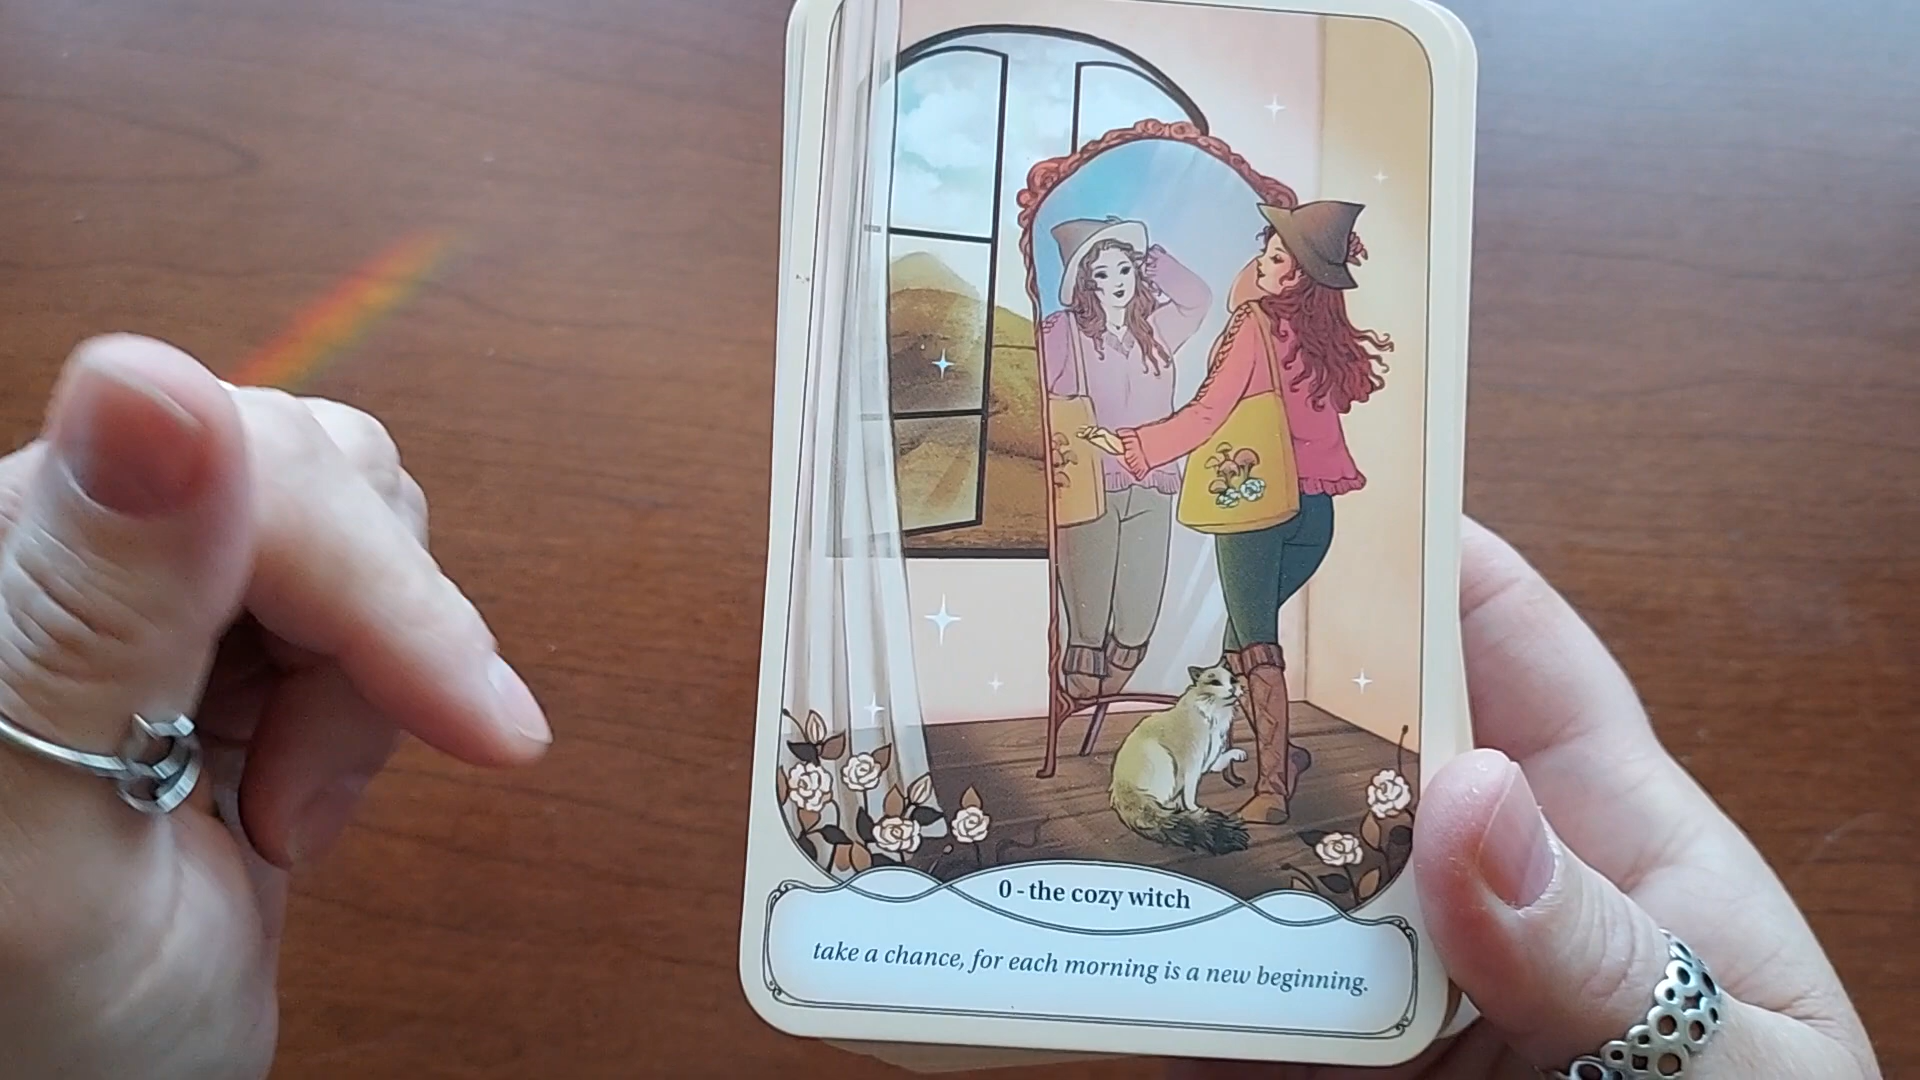 0 - the cozy witch
take a chance, for each morning is a new beginning.